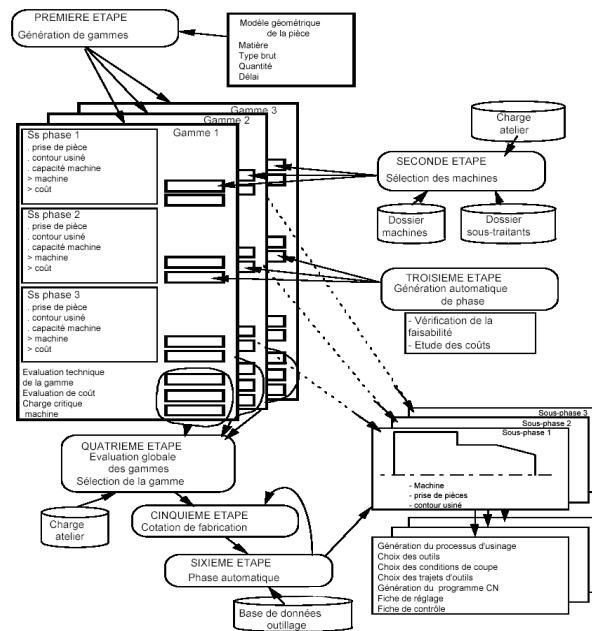 PREMIERE ETAPE
Génération de gammes
Modèle géométrique
de la pièce
Matière
Type brut
Quantité
Délai
Gamme 3
Gamme 2
Gamme 1
Ss phase 1
. prise de pièce
. contour usiné
. capacité machine
> machine
> coût
Ss phase 2
. prise de pièce
. contour usiné
. capacité machine
> machine
> coût
Ss phase 3
. prise de pièce
. contour usiné
. capacité machine
> machine
> coût
Evaluation technique
de la gamme
Evaluation de coût
Charge critique
machine
Charge
atelier
SECONDE ETAPE
Sélection des machines
Dossier
machines
Dossier
sous-traitants
TROISIEME ETAPE
Génération automatique
de phase
- Vérification de la
faisabilité
- Etude des coûts
QUATRIEME ETAPE
Evaluation globale
des gammes
Sélection de la gamme
Charge
atelier
CINQUIEME ETAPE
Cotation de fabrication
SIXIEME ETAPE
Phase automatique
Base de données
outillage
Sous-phase 3
Sous-phase 2
Sous-phase 1
- Machine
- prise de pièces
- contour usiné
Génération du processus d'usinage
Choix des outils
Choix des conditions de coupe
Choix des trajets d'outils
Génération du programme CN
Fiche de réglage
Fiche de contrôle